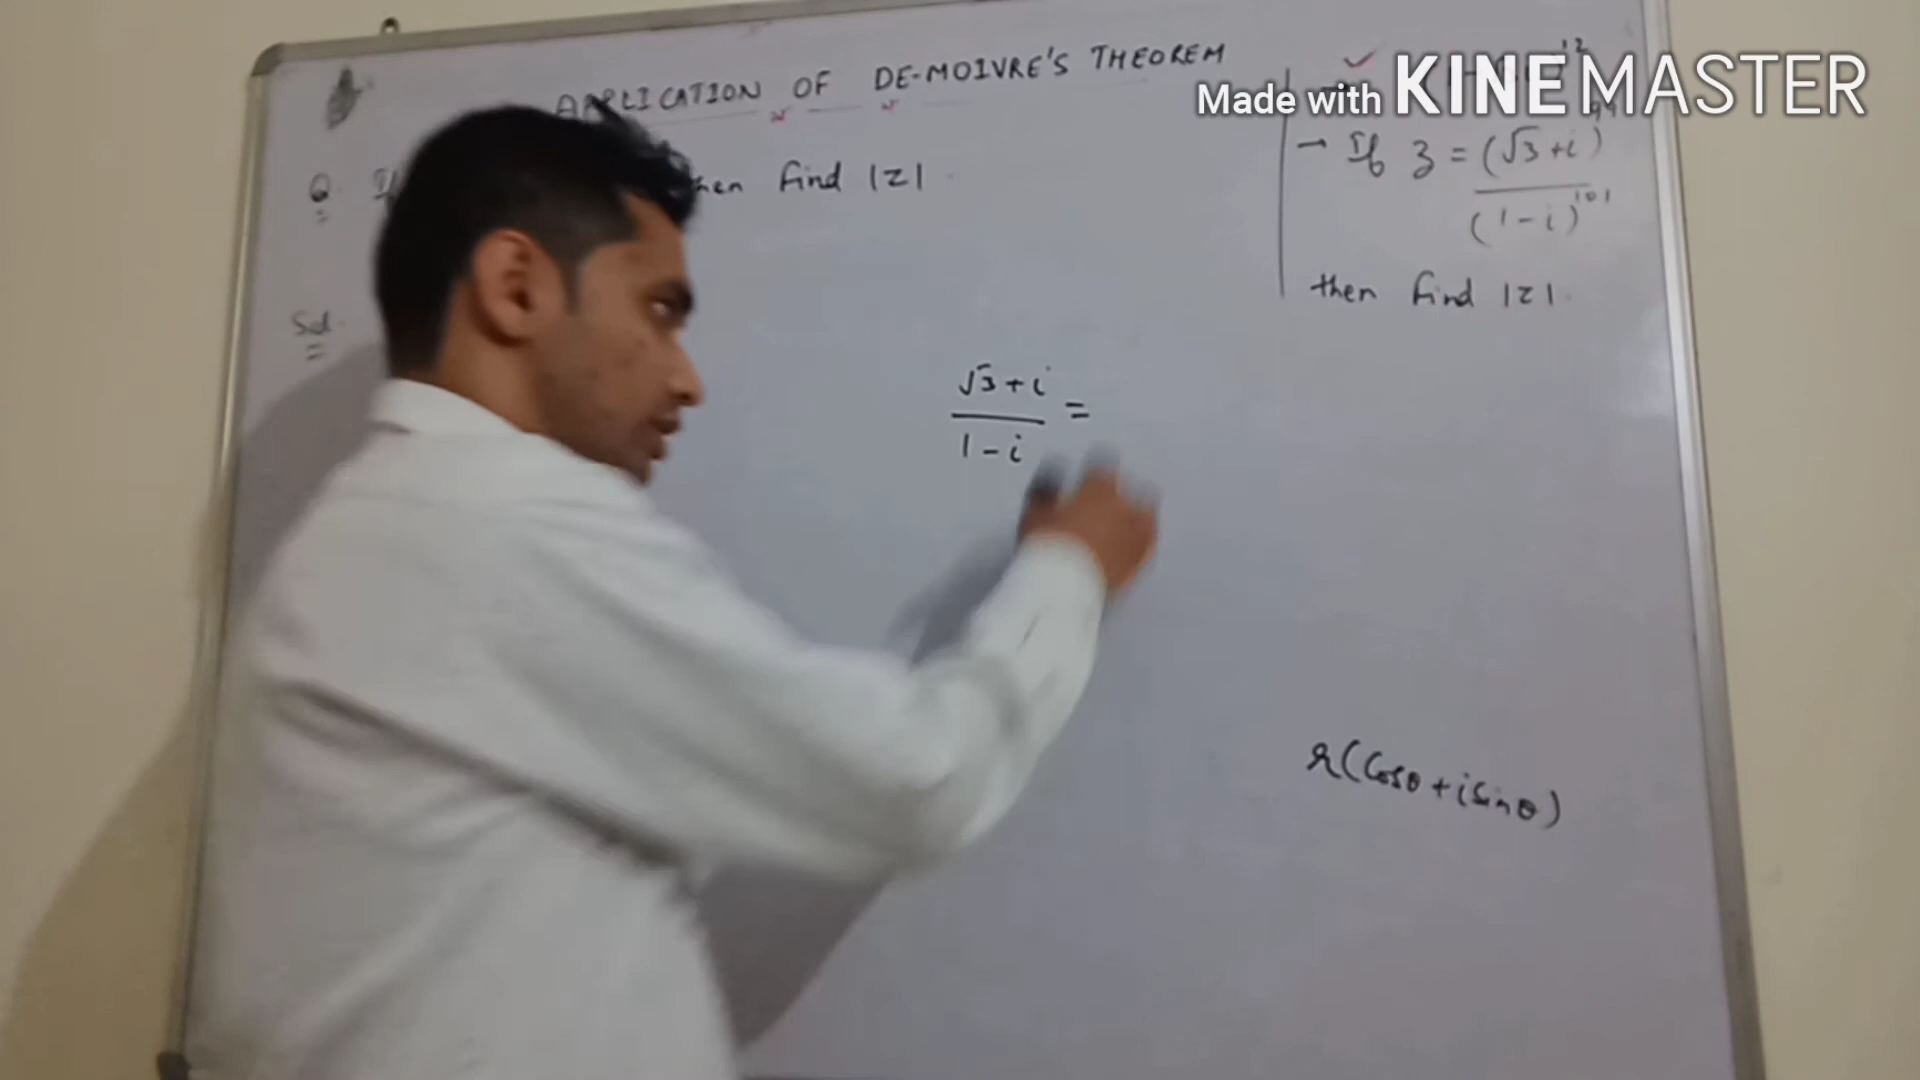 APPLICATION OF DE-MOIVRE'S THEOREM
Made with KINEMASTER
Q. If then find |z|.
Sol.
√3+i
1-i
=
12
→ If z = (√3+i)
(1-i)^101
then find |z|.
r(Cosθ+iSinθ)